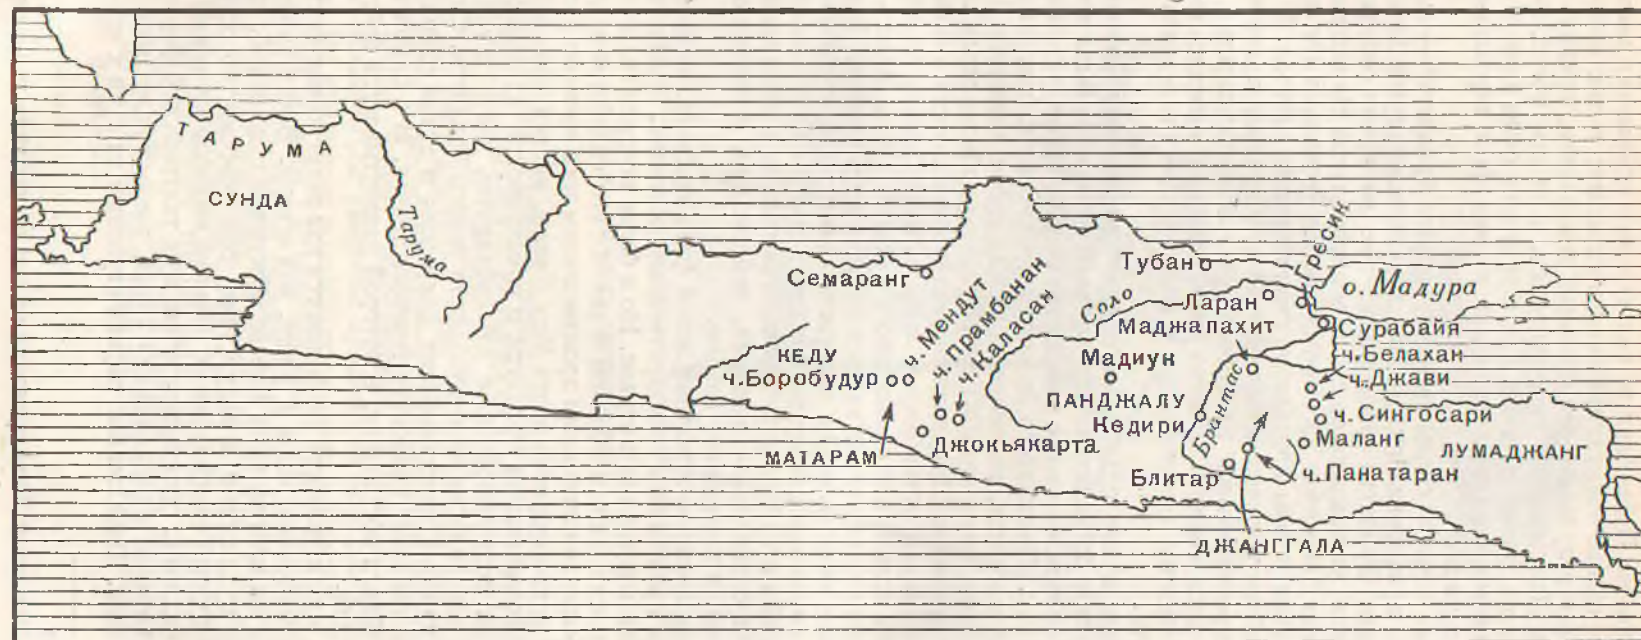 ТАРУМА
СУНДА
Тарума
Семаранг
ч. Мендут
ч. Прамбанан
ч. Каласан
КЕДУ
ч. Боробудур
МАТАРАМ
Джокьякарта
Соло
Тубан
Ларан
Гресик
о. Мадура
Маджапахит
Сурабайя
Мадиун
ч. Белахан
ч. Джави
ПАНДЖАЛУ
Кедири
Брантас
ч. Сингосари
Маланг
ЛУМАДЖАНГ
Блитар
ч. Панатаран
ДЖАНГГАЛА